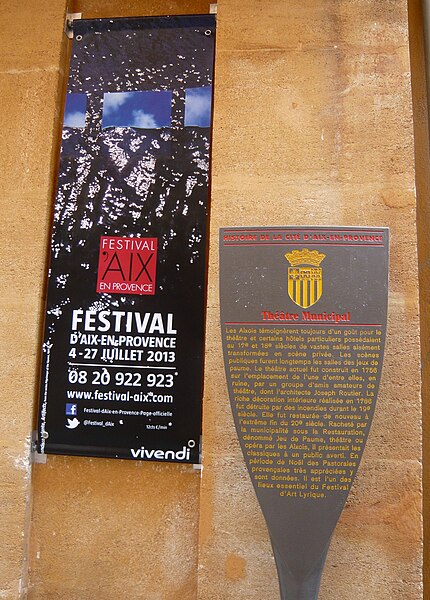 FESTIVAL
D'AIX
EN PROVENCE
FESTIVAL
D'AIX-EN-PROVENCE
4-27 JUILLET 2013
08 20 922 923
www.festival-aix.com
Festival-dAix-en-Provence-Page-officielle
@festival_dAix
12cts €/min
vivendi
HISTOIRE DE LA CITÉ D'AIX-EN-PROVENCE
Théâtre Municipal
Les Aixois témoignèrent toujours d'un goût pour le
théâtre et certains hôtels particuliers possédaient
au 17e et 18e siècles de vastes salles aisément
transformées en scène privée. Les scènes
publiques furent longtemps les salles des jeux de
paume. Le théâtre actuel fut construit en 1756
sur l'emplacement de l'une d'entre elles, en
ruine, par un groupe d'amis amateurs de
théâtre, dont l'architecte Joseph Routier. La
riche décoration intérieure réalisée en 1786
fut détruite par des incendies durant le 19e
siècle. Elle fut restaurée de nouveau à
l'extrême fin du 20e siècle. Racheté par
la municipalité sous la Restauration,
dénommé Jeu de Paume, théâtre ou
opéra par les Aixois, il présentait les
classiques à un public averti. En
période de Noël des Pastorales
provençales très appréciées y
sont données. Il est l'un des
lieux essentiel du Festival
d'Art Lyrique.